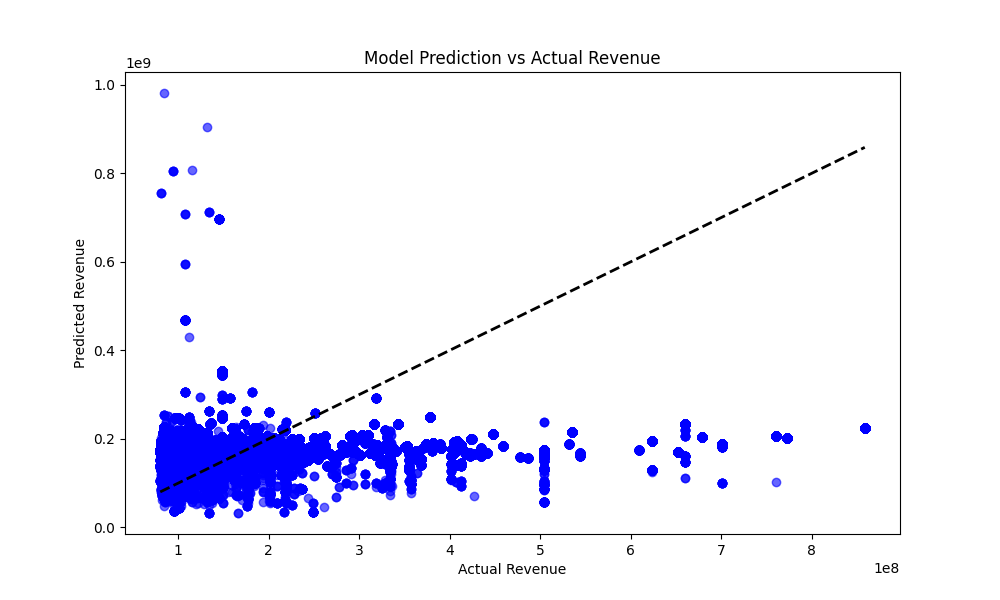 Model Prediction vs Actual Revenue
1e9
1.0
0.8
0.6
0.4
0.2
0.0
Predicted Revenue
1 2 3 4 5 6 7 8
Actual Revenue
1e8